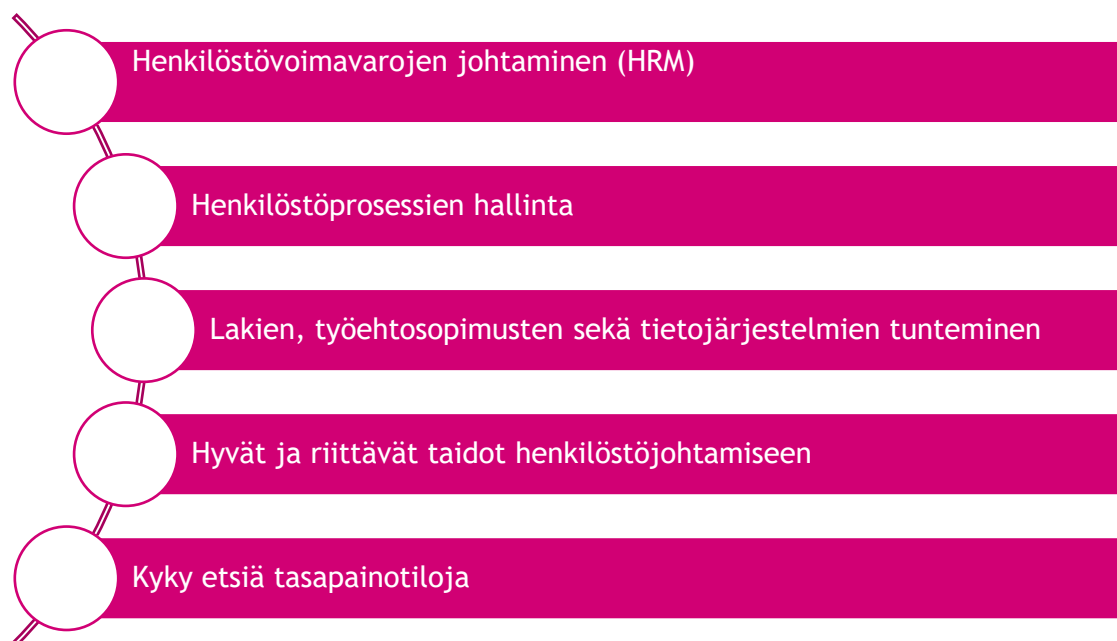 Henkilöstövoimavarojen johtaminen (HRM)
Henkilöstöprosessien hallinta
Lakien, työehtosopimusten sekä tietojärjestelmien tunteminen
Hyvät ja riittävät taidot henkilöstöjohtamiseen
Kyky etsiä tasapainotiloja